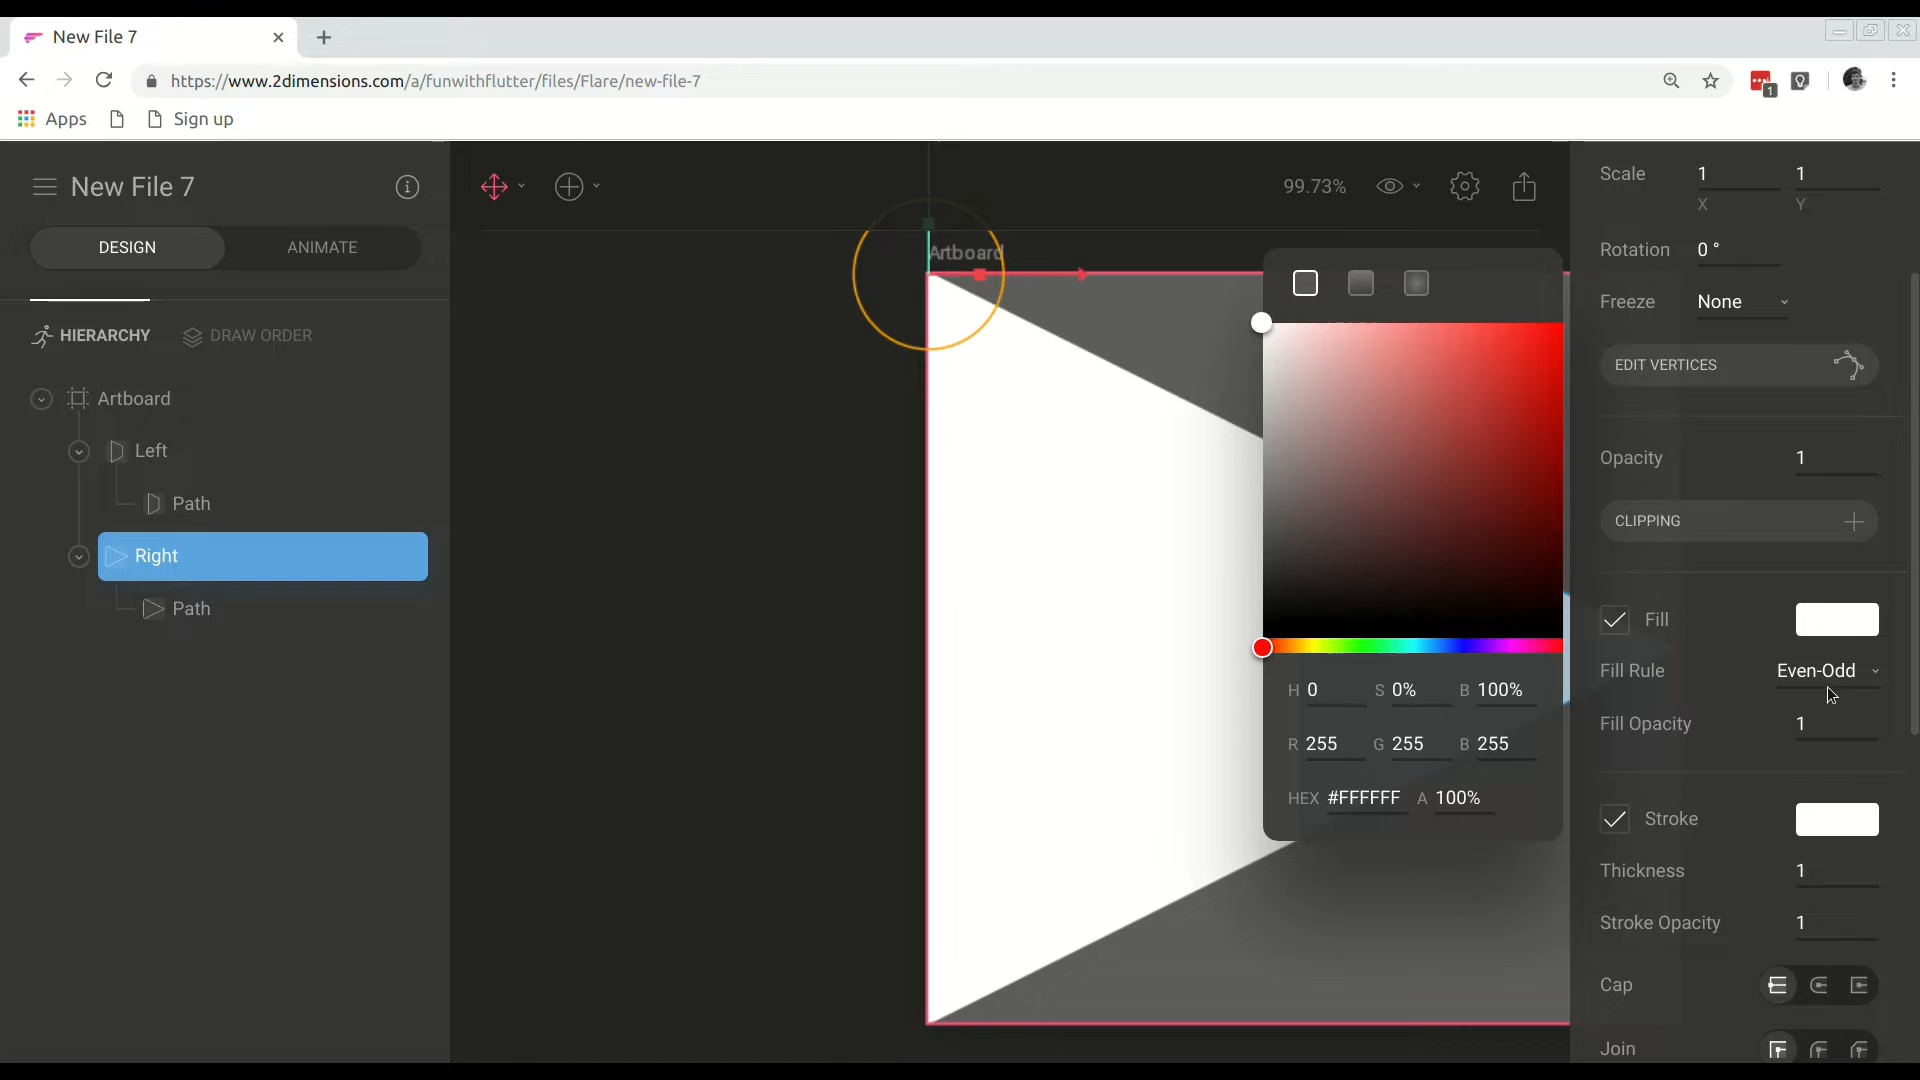 New File 7
https://www.2dimensions.com/a/funwithflutter/files/Flare/new-file-7
1
Apps
Sign up
New File 7
DESIGN
ANIMATE
HIERARCHY
DRAW ORDER
Artboard
Left
Path
Right
Path
99.73%
Artboard
H 0 S 0% B 100%
R 255 G 255 B 255
HEX #FFFFFF A 100%
Scale 1 1
X Y
Rotation 0 °
Freeze None
EDIT VERTICES
Opacity 1
CLIPPING
Fill
Fill Rule Even-Odd
Fill Opacity 1
Stroke
Thickness 1
Stroke Opacity 1
Cap
Join